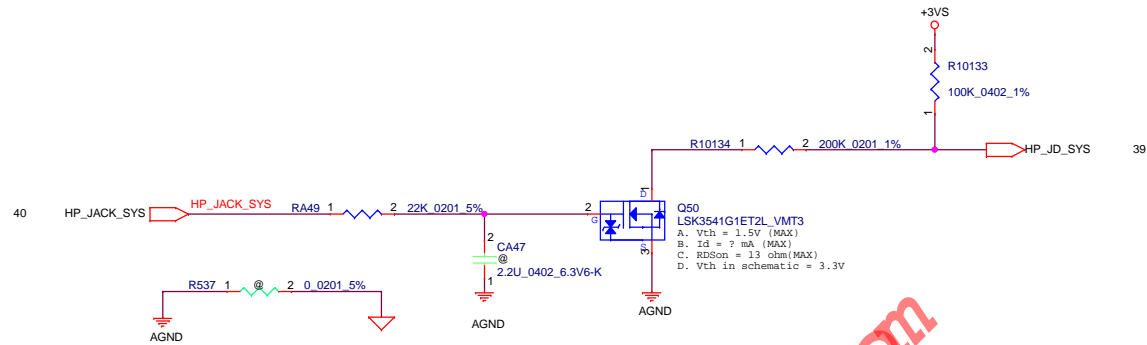 +3VS
2
R10133
100K_0402_1%
1
R10134 1 2 200K_0201_1%
HP_JD_SYS 39
40 HP_JACK_SYS HP_JACK_SYS RA49 1 2 22K_0201_5%
2 G
D 1
S 3
Q50
LSK3541G1ET2L_VMT3
A. Vth = 1.5V (MAX)
B. Id = ? mA (MAX)
C. RDSon = 13 ohm(MAX)
D. Vth in schematic = 3.3V
2
CA47
@
2.2U_0402_6.3V6-K
1
R537 1 @ 2 0_0201_5%
AGND
AGND
AGND
om